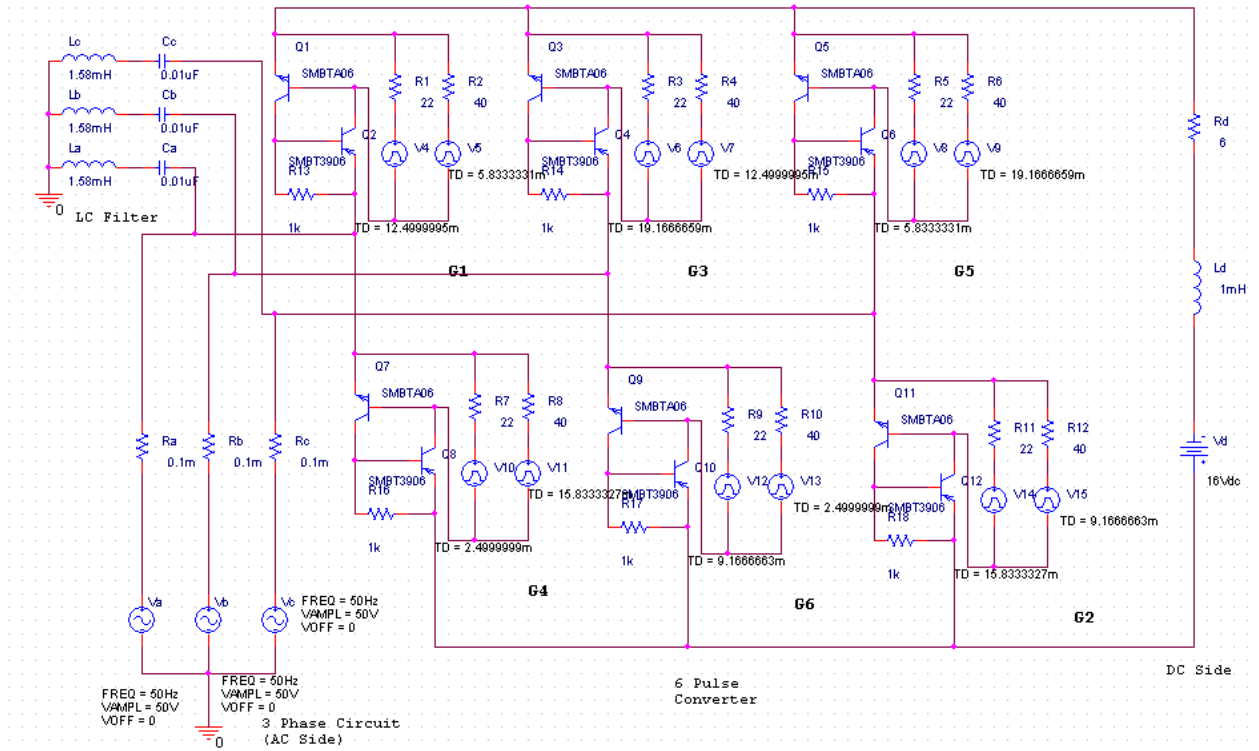 Lc
Cc
1.58mH
0.01uF
Lb
Cb
1.58mH
0.01uF
La
Ca
1.58mH
0.01uF
0
LC Filter
Q1
SMBTA06
R1
22
R2
40
Q2
SMBT3906
V4
V5
TD = 5.8333331m
R13
1k
TD = 12.4999995m
G1
Q3
SMBTA06
R3
22
R4
40
Q4
SMBT3906
V6
V7
TD = 12.4999995m
R14
1k
TD = 19.1666659m
G3
Q5
SMBTA06
R5
22
R6
40
Q6
SMBT3906
V8
V9
TD = 19.1666659m
R15
1k
TD = 5.8333331m
G5
Rd
6
Ld
1mH
Vd
16Vdc
DC Side
Q7
SMBTA06
R7
22
R8
40
Q8
SMBT3906
V10
V11
TD = 15.8333327m
R16
1k
TD = 2.4999999m
G4
Q9
SMBTA06
R9
22
R10
40
Q10
SMBT3906
V12
V13
TD = 2.4999999m
R17
1k
TD = 9.1666663m
G6
Q11
SMBTA06
R11
22
R12
40
Q12
SMBT3906
V14
V15
TD = 9.1666663m
R18
1k
TD = 15.8333327m
G2
Ra
0.1m
Rb
0.1m
Rc
0.1m
Va
Vb
Vc
FREQ = 50Hz
VAMPL = 50V
VOFF = 0
FREQ = 50Hz
VAMPL = 50V
VOFF = 0
FREQ = 50Hz
VAMPL = 50V
VOFF = 0
0
3 Phase Circuit
(AC Side)
6 Pulse
Converter